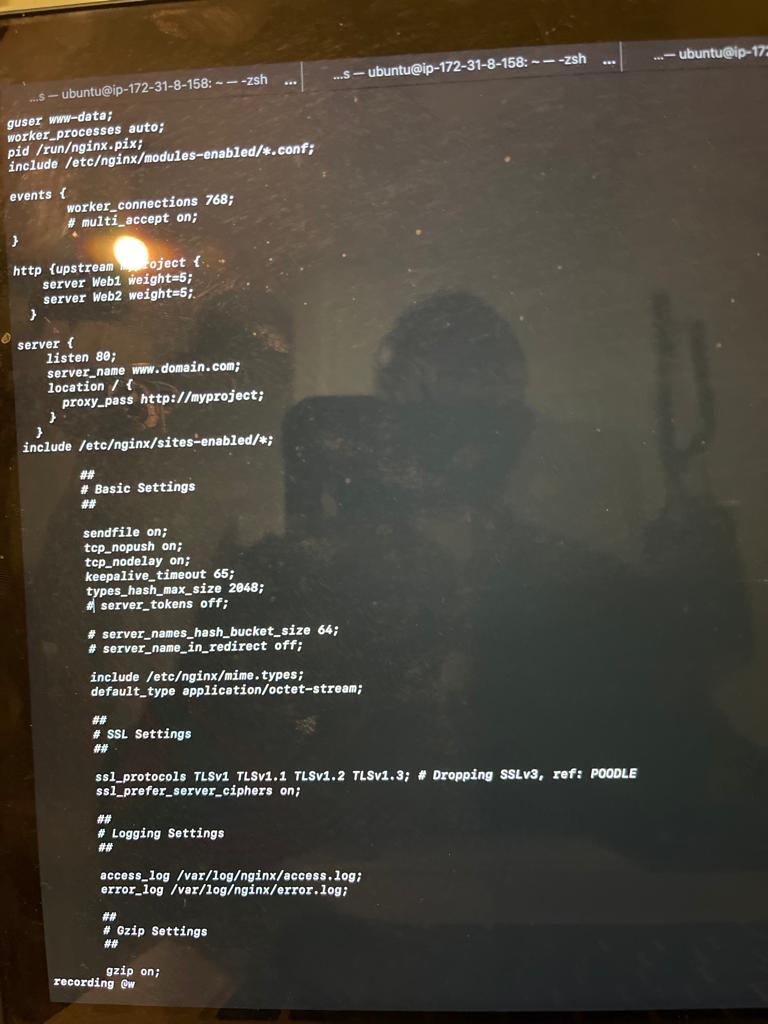 ...s — ubuntu@ip-172-31-8-158: ~ — -zsh ... ...s — ubuntu@ip-172-31-8-158: ~ — -zsh ... ...— ubuntu@ip-172
guser www-data;
worker_processes auto;
pid /run/nginx.pix;
include /etc/nginx/modules-enabled/*.conf;
events {
worker_connections 768;
# multi_accept on;
}
http {upstream myproject {
server Web1 weight=5;
server Web2 weight=5;
}
server {
listen 80;
server_name www.domain.com;
location / {
proxy_pass http://myproject;
}
}
include /etc/nginx/sites-enabled/*;
##
# Basic Settings
##
sendfile on;
tcp_nopush on;
tcp_nodelay on;
keepalive_timeout 65;
types_hash_max_size 2048;
# server_tokens off;
# server_names_hash_bucket_size 64;
# server_name_in_redirect off;
include /etc/nginx/mime.types;
default_type application/octet-stream;
##
# SSL Settings
##
ssl_protocols TLSv1 TLSv1.1 TLSv1.2 TLSv1.3; # Dropping SSLv3, ref: POODLE
ssl_prefer_server_ciphers on;
##
# Logging Settings
##
access_log /var/log/nginx/access.log;
error_log /var/log/nginx/error.log;
##
# Gzip Settings
##
gzip on;
recording @w